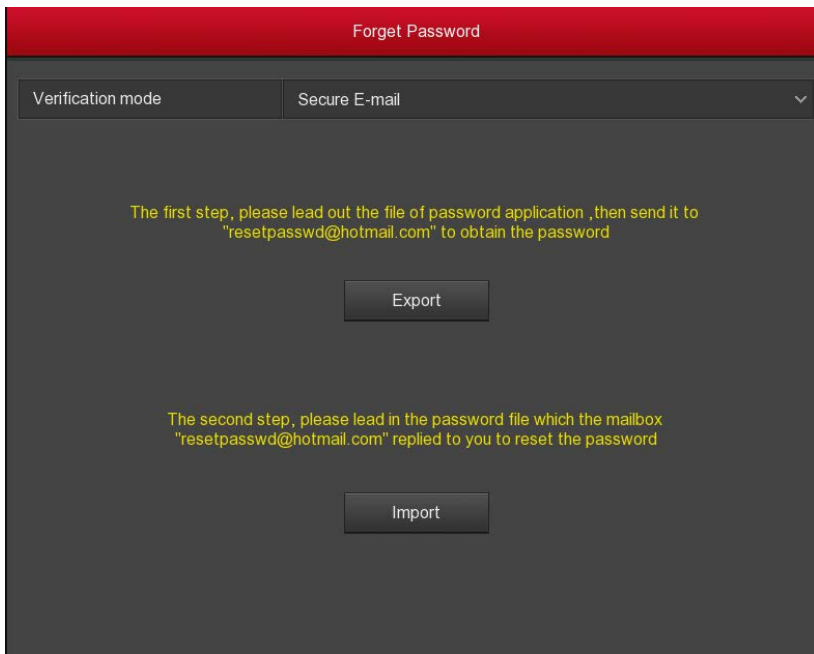 Forget Password
Verification mode
Secure E-mail
The first step, please lead out the file of password application ,then send it to
"resetpasswd@hotmail.com" to obtain the password
Export
The second step, please lead in the password file which the mailbox
"resetpasswd@hotmail.com" replied to you to reset the password
Import